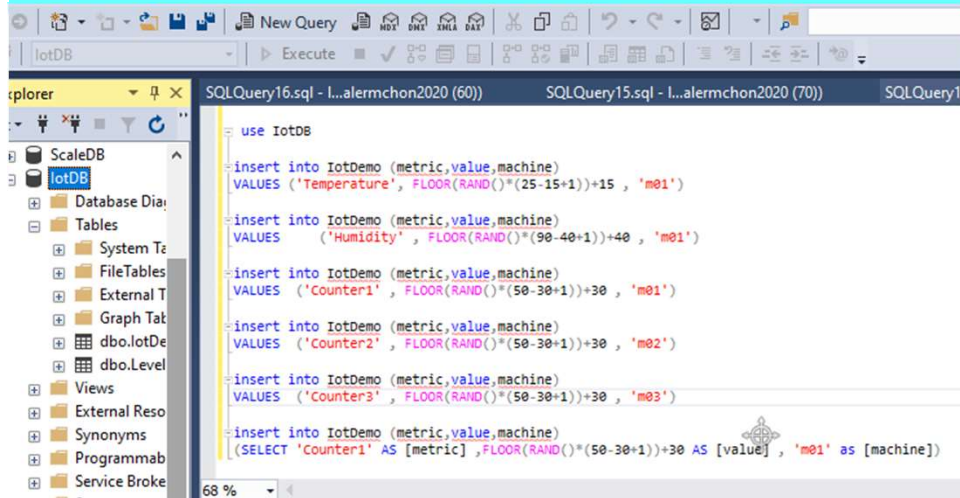 New Query MDX DMX XMLA DAX
IotDB
Execute
xplorer
SQLQuery16.sql - I...alermchon2020 (60))
SQLQuery15.sql - I...alermchon2020 (70))
SQLQuery1
ScaleDB
IotDB
Database Dia
Tables
System Ta
FileTables
External T
Graph Tab
dbo.IotDe
dbo.Level
Views
External Reso
Synonyms
Programmab
Service Broke
use IotDB
insert into IotDemo (metric,value,machine)
VALUES ('Temperature', FLOOR(RAND()*(25-15+1))+15 , 'm01')
insert into IotDemo (metric,value,machine)
VALUES ('Humidity' , FLOOR(RAND()*(90-40+1))+40 , 'm01')
insert into IotDemo (metric,value,machine)
VALUES ('Counter1' , FLOOR(RAND()*(50-30+1))+30 , 'm01')
insert into IotDemo (metric,value,machine)
VALUES ('Counter2' , FLOOR(RAND()*(50-30+1))+30 , 'm02')
insert into IotDemo (metric,value,machine)
VALUES ('Counter3' , FLOOR(RAND()*(50-30+1))+30 , 'm03')
insert into IotDemo (metric,value,machine)
(SELECT 'Counter1' AS [metric] ,FLOOR(RAND()*(50-30+1))+30 AS [value] , 'm01' as [machine])
68 %